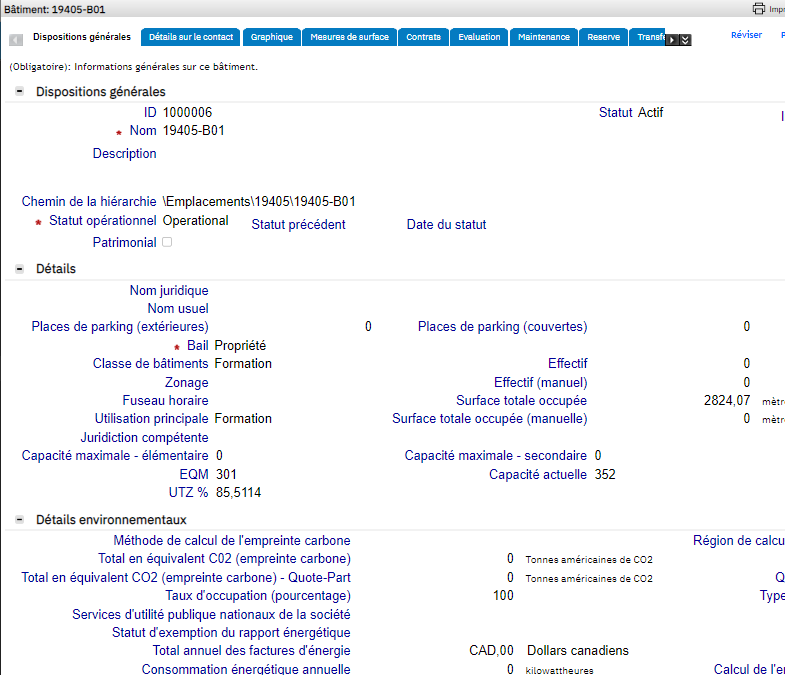 Bâtiment: 19405-B01 Impr
Dispositions générales Détails sur le contact Graphique Mesures de surface Contrats Evaluation Maintenance Reserve Transf Réviser
(Obligatoire): Informations générales sur ce bâtiment.
Dispositions générales
ID 1000006 Statut Actif
* Nom 19405-B01
Description
Chemin de la hiérarchie \Emplacements\19405\19405-B01
* Statut opérationnel Operational Statut précédent Date du statut
Patrimonial
Détails
Nom juridique
Nom usuel
Places de parking (extérieures) 0 Places de parking (couvertes) 0
* Bail Propriété
Classe de bâtiments Formation Effectif 0
Zonage Effectif (manuel) 0
Fuseau horaire Surface totale occupée 2824,07 mètr
Utilisation principale Formation Surface totale occupée (manuelle) 0 mètr
Juridiction compétente
Capacité maximale - élémentaire 0 Capacité maximale - secondaire 0
EQM 301 Capacité actuelle 352
UTZ % 85,5114
Détails environnementaux
Méthode de calcul de l'empreinte carbone Région de calcu
Total en équivalent C02 (empreinte carbone) 0 Tonnes américaines de CO2
Total en équivalent CO2 (empreinte carbone) - Quote-Part 0 Tonnes américaines de CO2 Q
Taux d'occupation (pourcentage) 100 Type
Services d'utilité publique nationaux de la société
Statut d'exemption du rapport énergétique
Total annuel des factures d'énergie CAD,00 Dollars canadiens
Consommation énergétique annuelle 0 kilowattheures Calcul de l'e